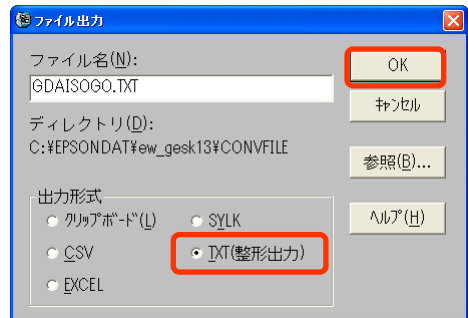 ファイル出力
ファイル名(N):
GDAISOGO.TXT
ディレクトリ(D):
C:¥EPSONDAT¥ew_gesk13¥CONVFILE
出力形式
クリップボード(L)
SYLK
CSV
TXT(整形出力)
EXCEL
OK
キャンセル
参照(B)...
ヘルプ(H)